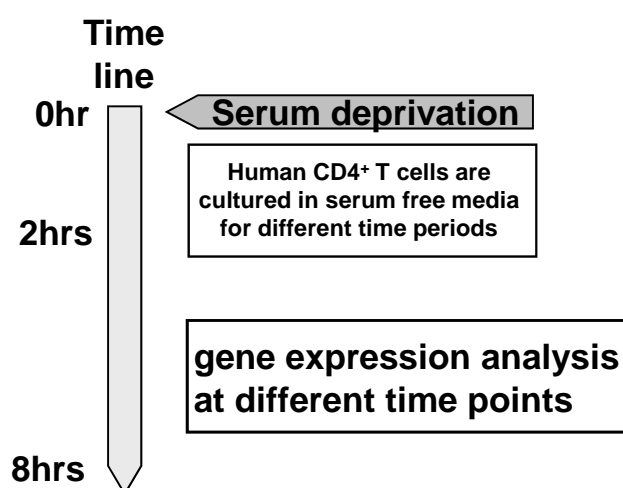 Time
line
0hr
Serum deprivation
Human CD4⁺ T cells are
cultured in serum free media
for different time periods
2hrs
gene expression analysis
at different time points
8hrs